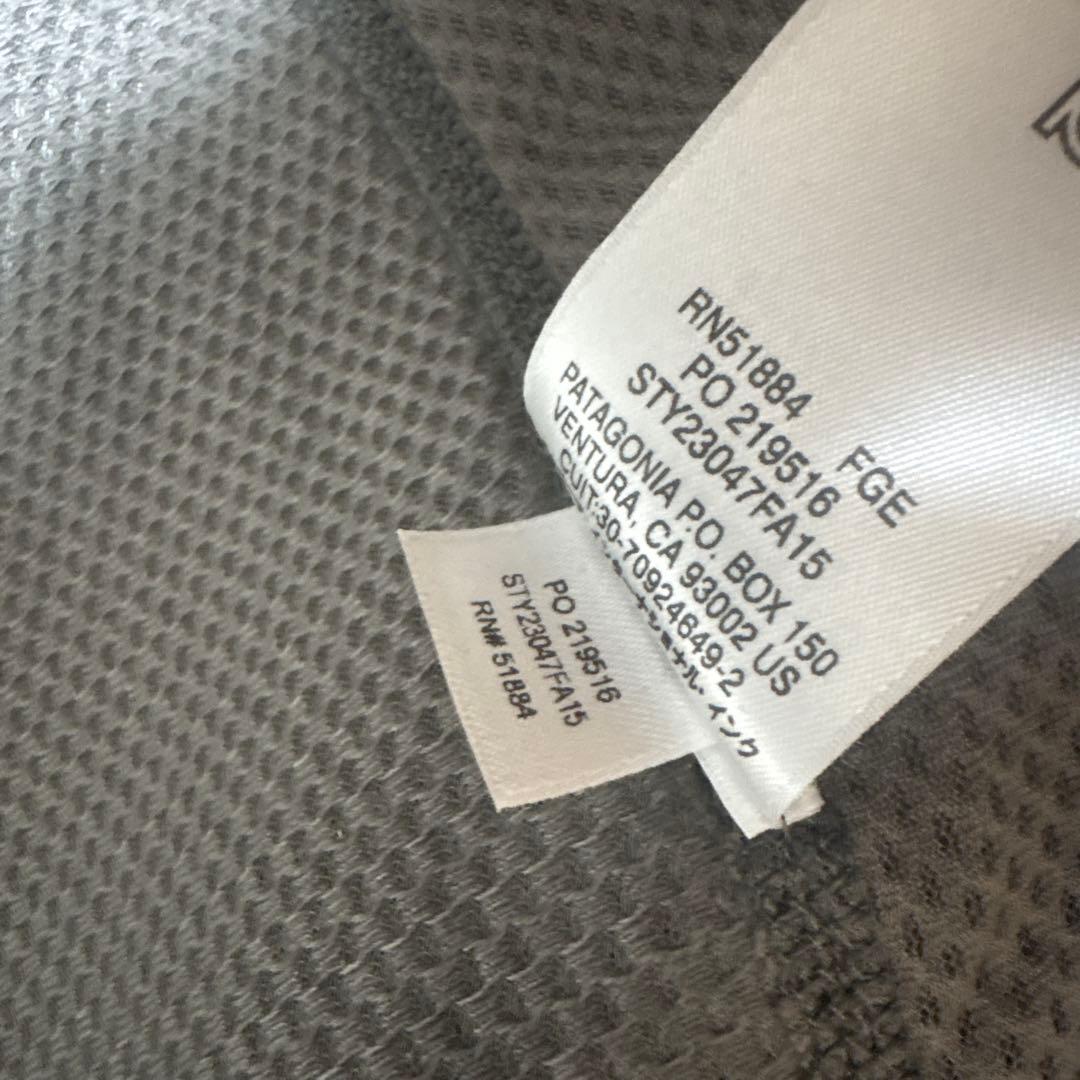 RN51884 FGE
PO 219516
STY23047FA15
PATAGONIA P.O. BOX 150
VENTURA, CA 93002 US
CUIT:30-70924649-2
PO 219516
STY23047FA15
RN# 51884